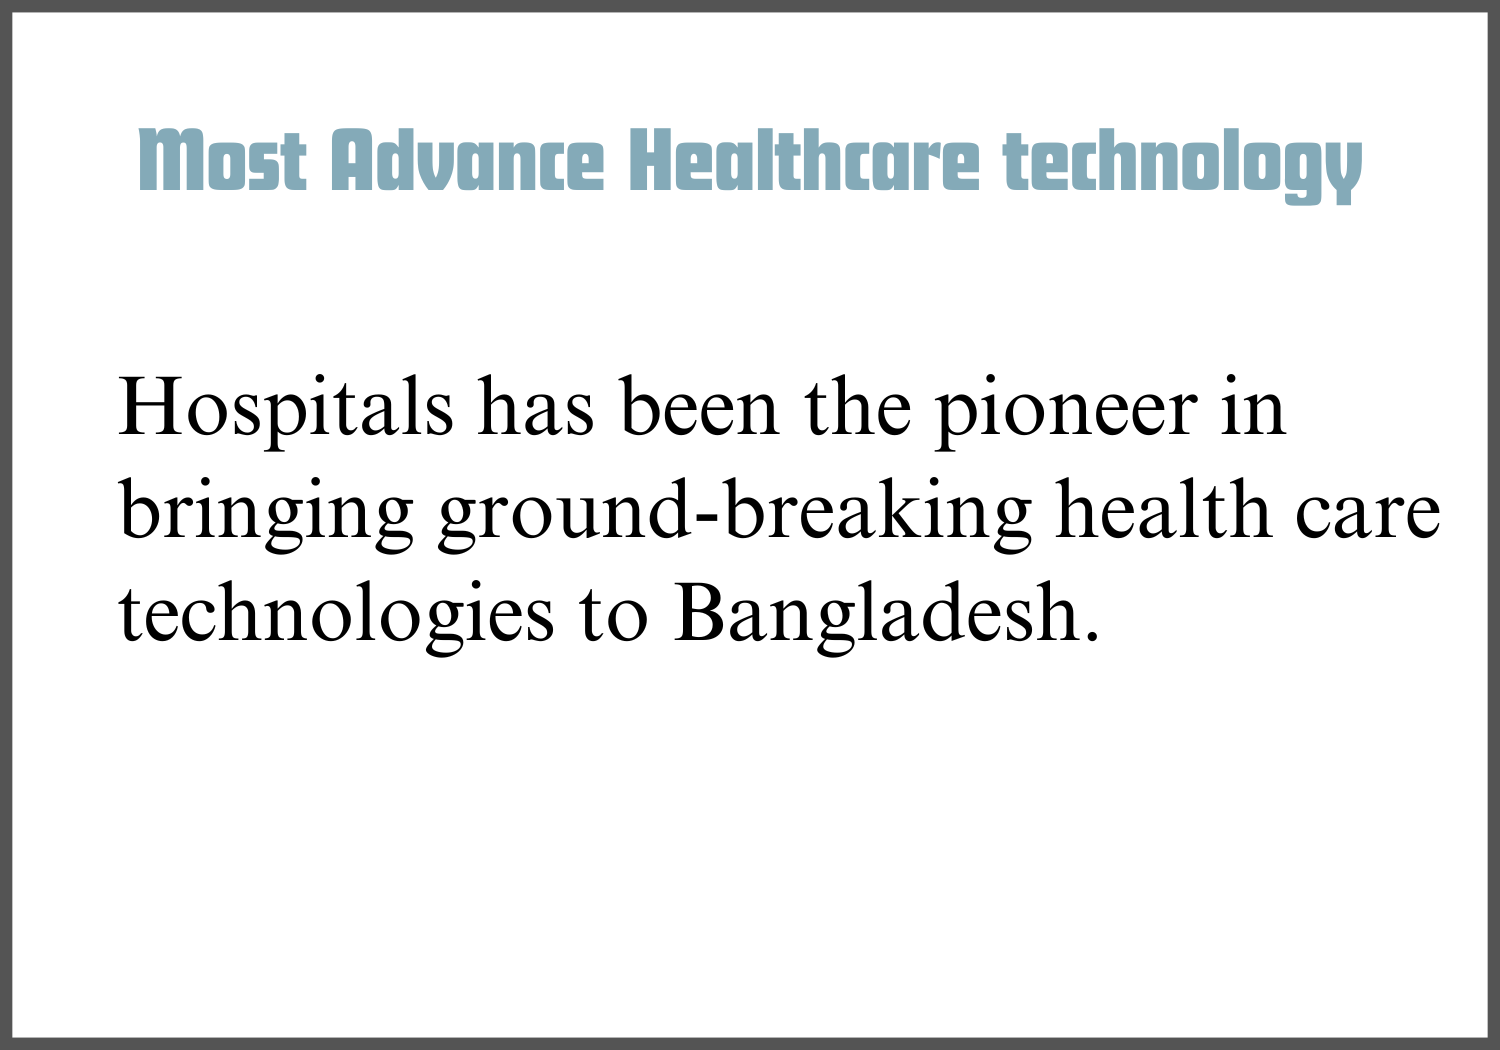 Most Advance Healthcare technology
Hospitals has been the pioneer in
bringing ground-breaking health care
technologies to Bangladesh.